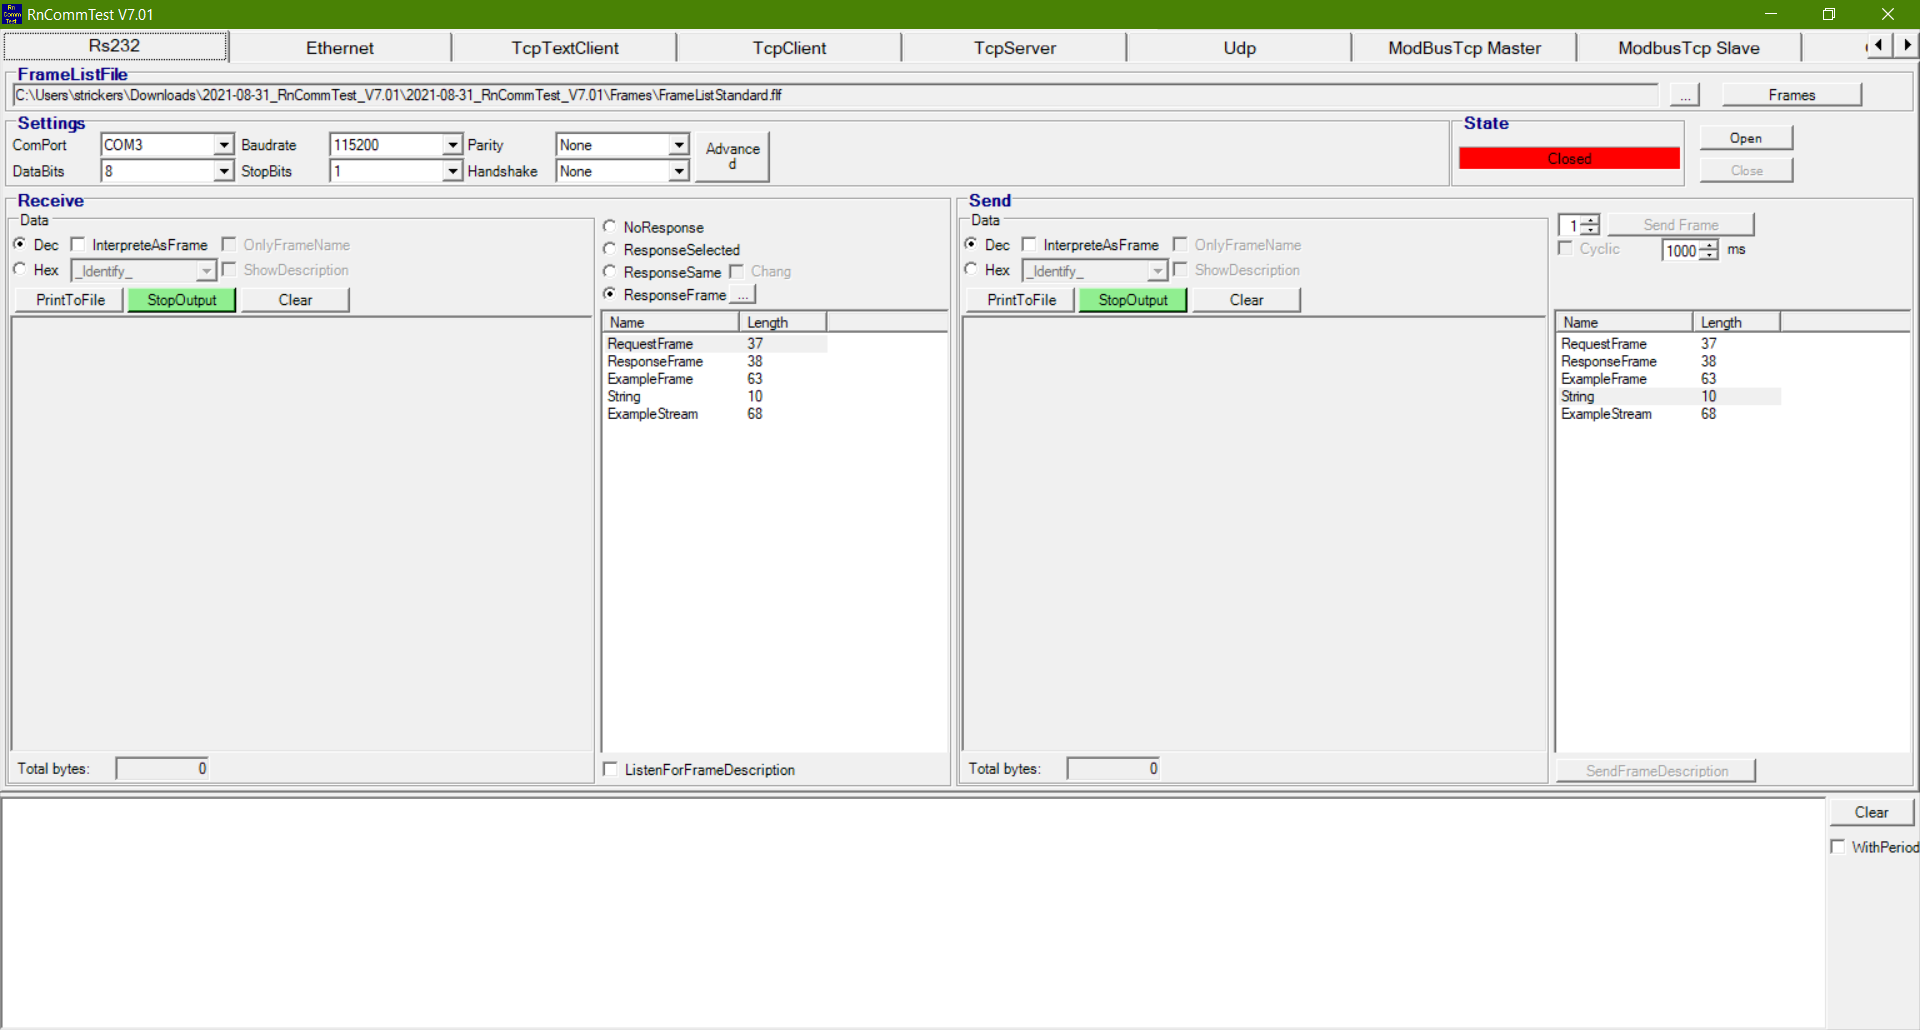 Rn Comm Test RnCommTest V7.01
Rs232 Ethernet TcpTextClient TcpClient TcpServer Udp ModBusTcp Master ModbusTcp Slave
FrameListFile
C:\Users\strickers\Downloads\2021-08-31_RnCommTest_V7.01\2021-08-31_RnCommTest_V7.01\Frames\FrameListStandard.flf ... Frames
Settings State
ComPort COM3 Baudrate 115200 Parity None Advance
d
Open
DataBits 8 StopBits 1 Handshake None Closed Close
Receive Send
Data Data
NoResponse 1 Send Frame
Dec InterpreteAsFrame OnlyFrameName ResponseSelected Dec InterpreteAsFrame OnlyFrameName Cyclic 1000 ms
Hex _Identify_ ShowDescription ResponseSame Chang Hex _Identify_ ShowDescription
PrintToFile StopOutput Clear ResponseFrame ... PrintToFile StopOutput Clear
Name Length Name Length
RequestFrame 37 RequestFrame 37
ResponseFrame 38 ResponseFrame 38
ExampleFrame 63 ExampleFrame 63
String 10 String 10
ExampleStream 68 ExampleStream 68
Total bytes: 0 ListenForFrameDescription Total bytes: 0 SendFrameDescription
Clear
WithPeriod